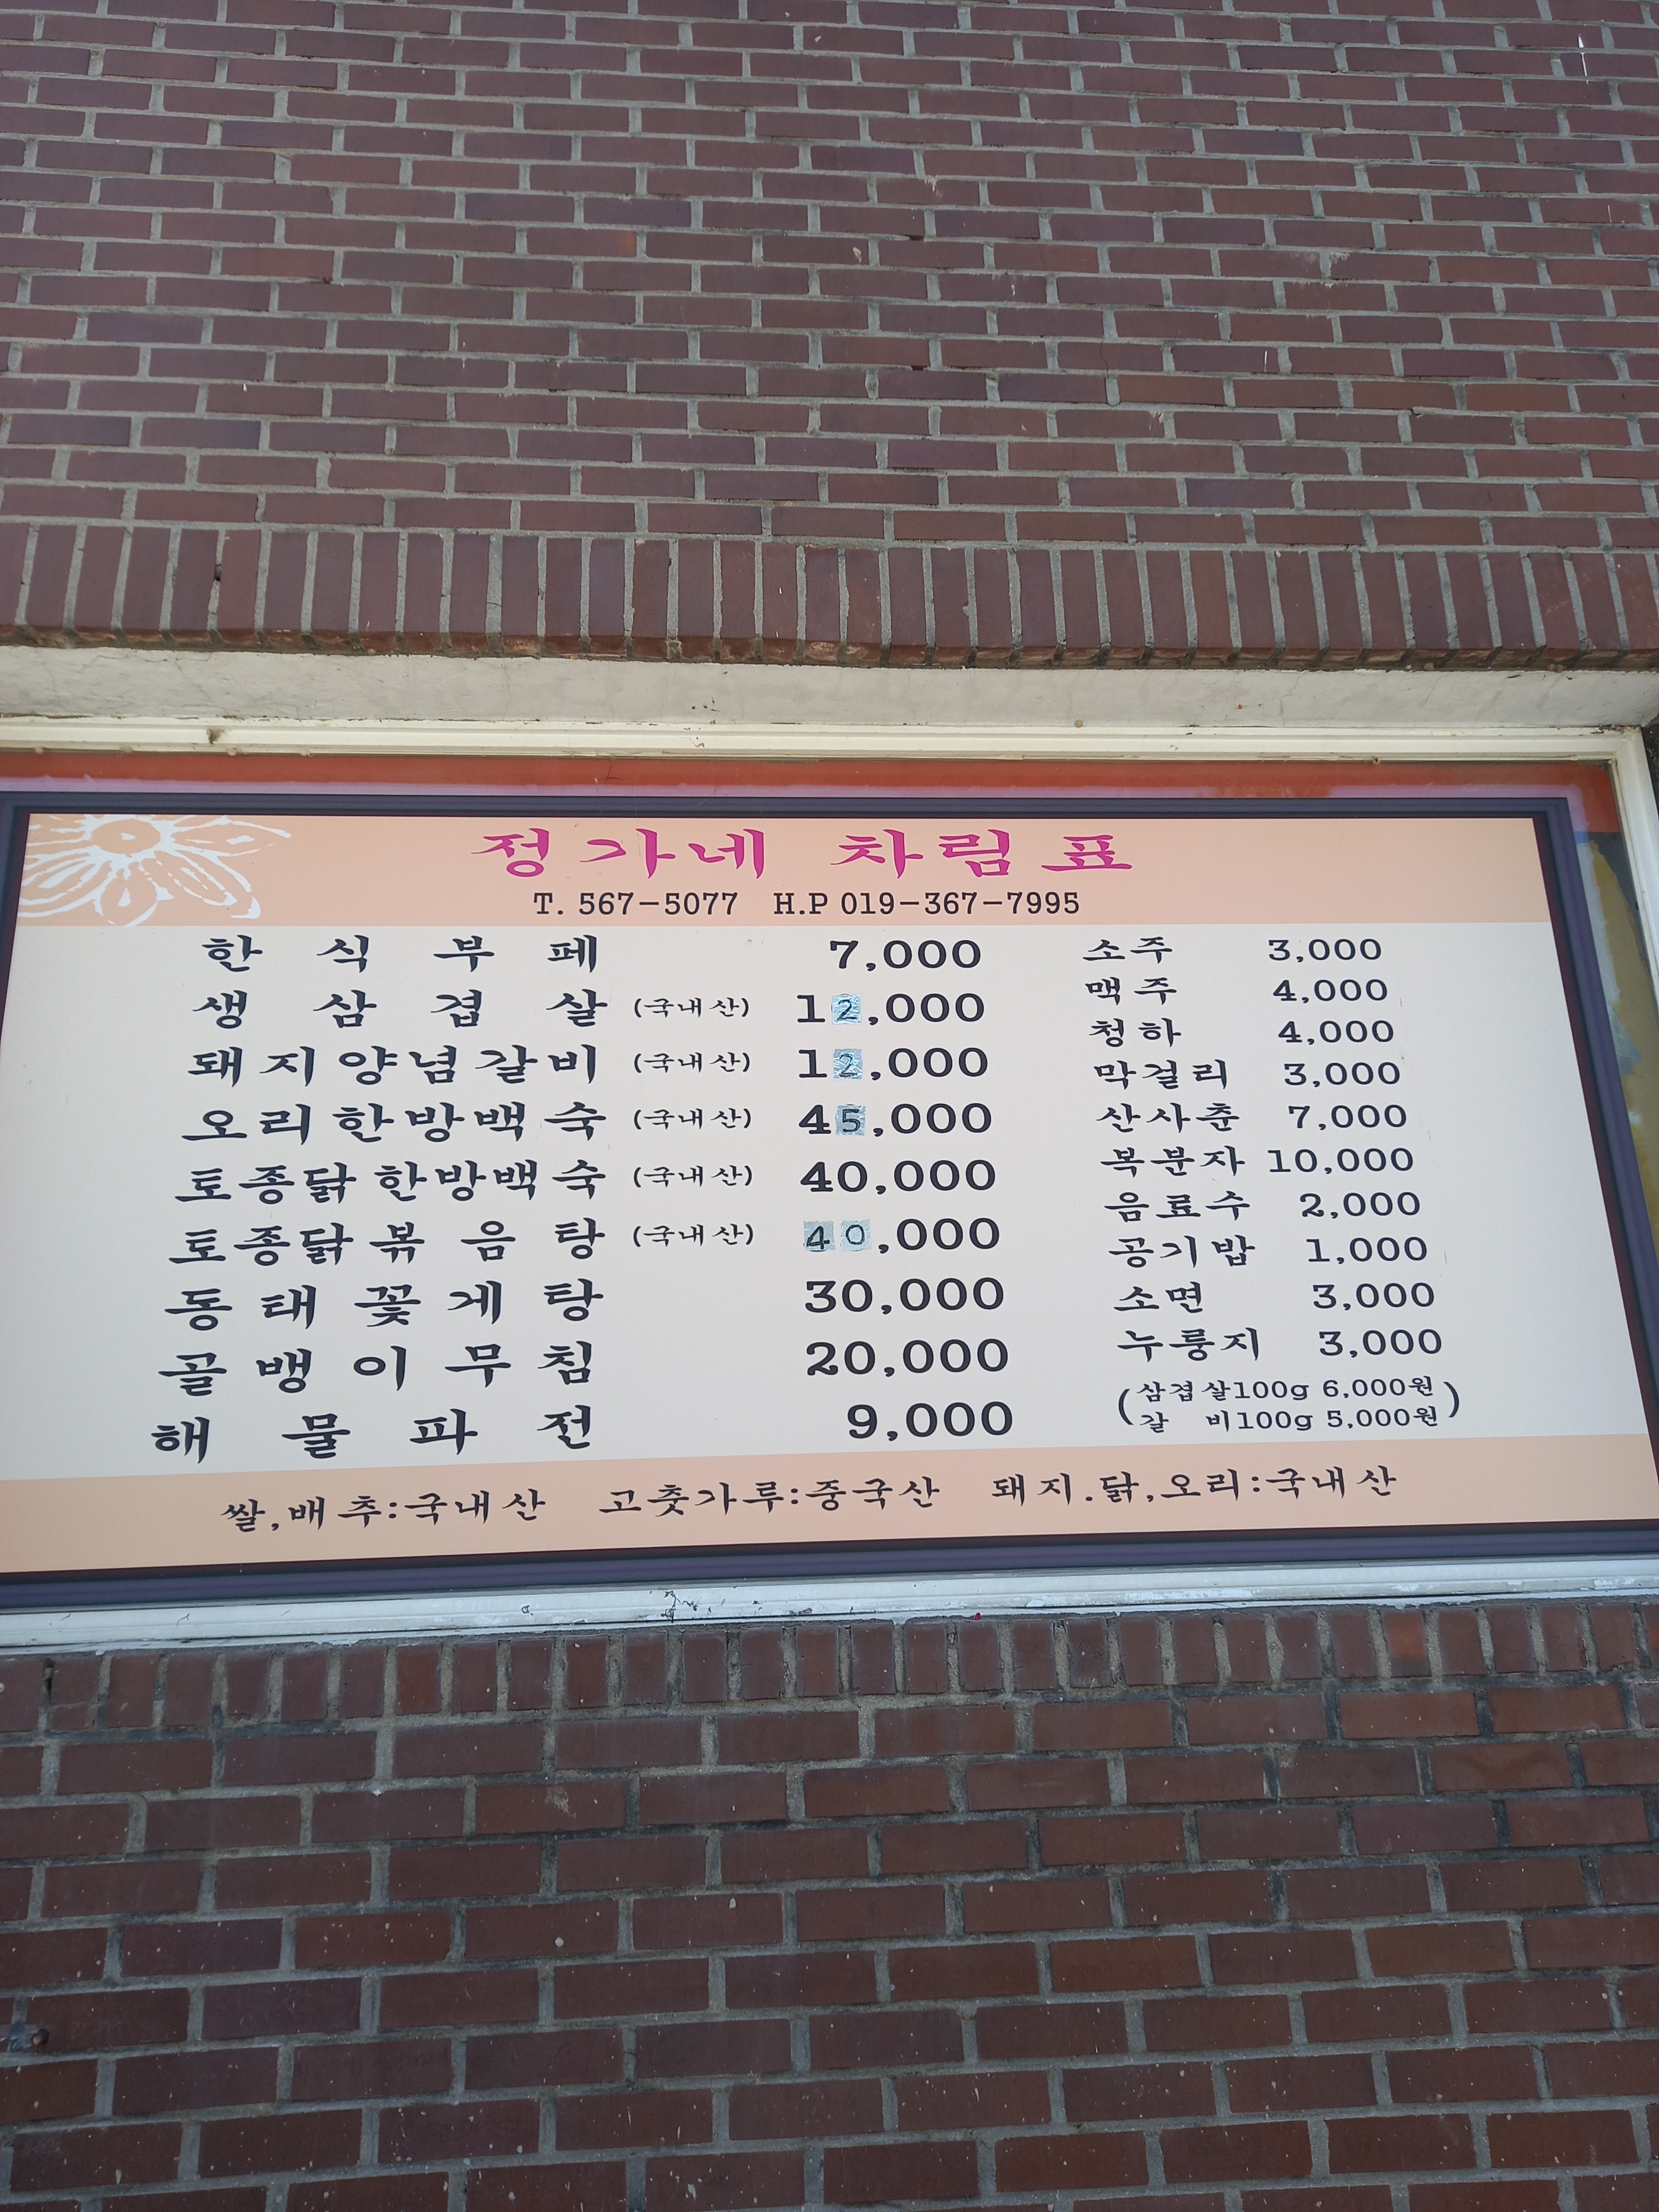 정가네 차림표
T. 567-5077 H.P 019-367-7995
한식부페 7,000
생삼겹살 (국내산) 12,000
돼지양념갈비 (국내산) 12,000
오리한방백숙 (국내산) 45,000
토종닭한방백숙 (국내산) 40,000
토종닭볶음탕 (국내산) 40,000
동태꽃게탕 30,000
골뱅이무침 20,000
해물파전 9,000
소주 3,000
맥주 4,000
청하 4,000
막걸리 3,000
산사춘 7,000
복분자 10,000
음료수 2,000
공기밥 1,000
소면 3,000
누룽지 3,000
(삼겹살100g 6,000원
갈 비100g 5,000원)
쌀,배추:국내산 고춧가루:중국산 돼지.닭,오리:국내산